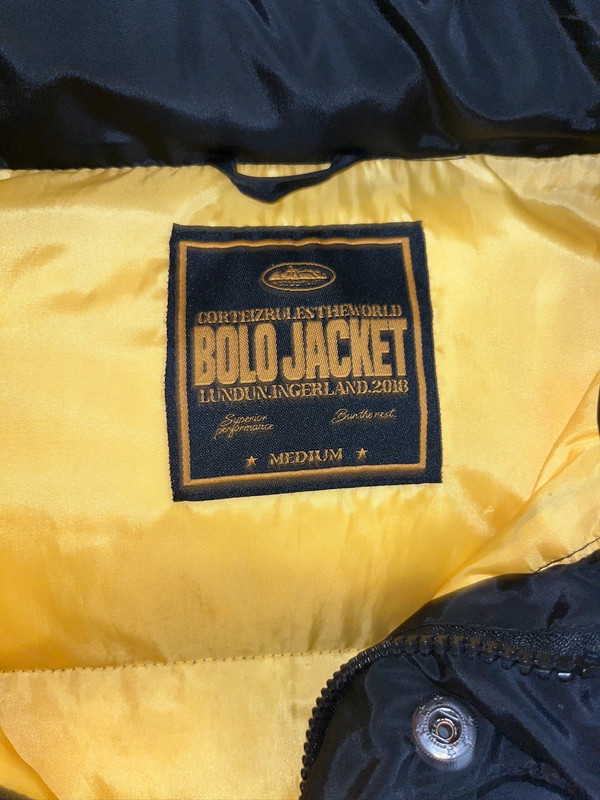 CORTEIZRULESTHEWORLD
BOLO JACKET
LUNDUN.INGERLAND.2018
Superior performance
Bun the rest.
★ MEDIUM ★